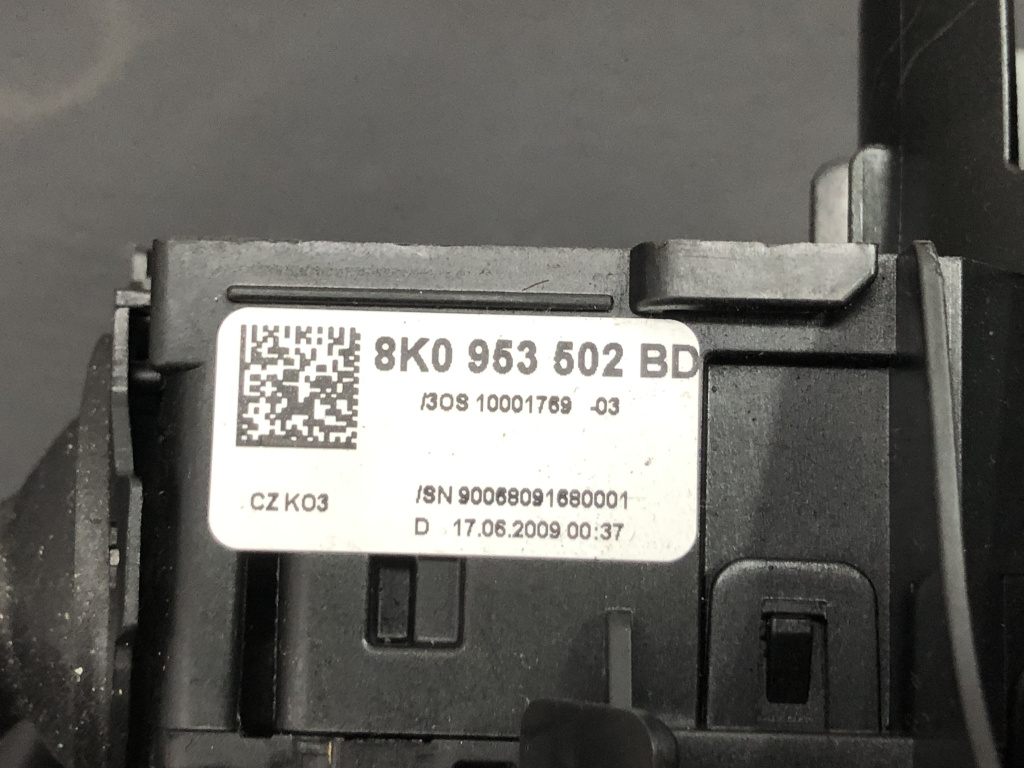 8K0 953 502 BD
/3OS 10001769 -03
CZ K03
/SN 90068091680001
D 17.06.2009 00:37